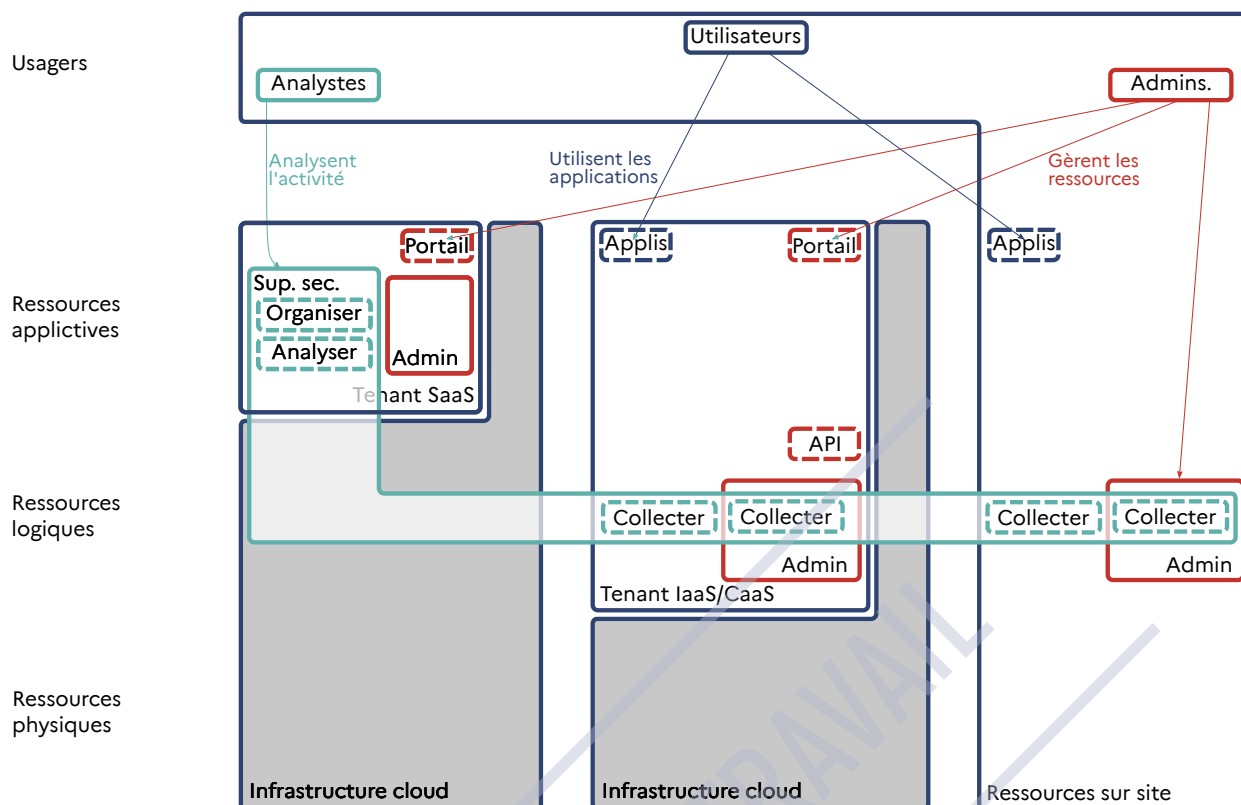 Usagers
Utilisateurs
Analystes
Admins.
Analysent
l'activité
Utilisent les
applications
Gèrent les
ressources
Ressources
applictives
Portail
Applis
Portail
Applis
Sup. sec.
Organiser
Analyser
Admin
Tenant SaaS
API
Ressources
logiques
Collecter
Collecter
Collecter
Collecter
Admin
Admin
Tenant IaaS/CaaS
Ressources
physiques
TRAVAIL
Infrastructure cloud
Infrastructure cloud
Ressources sur site